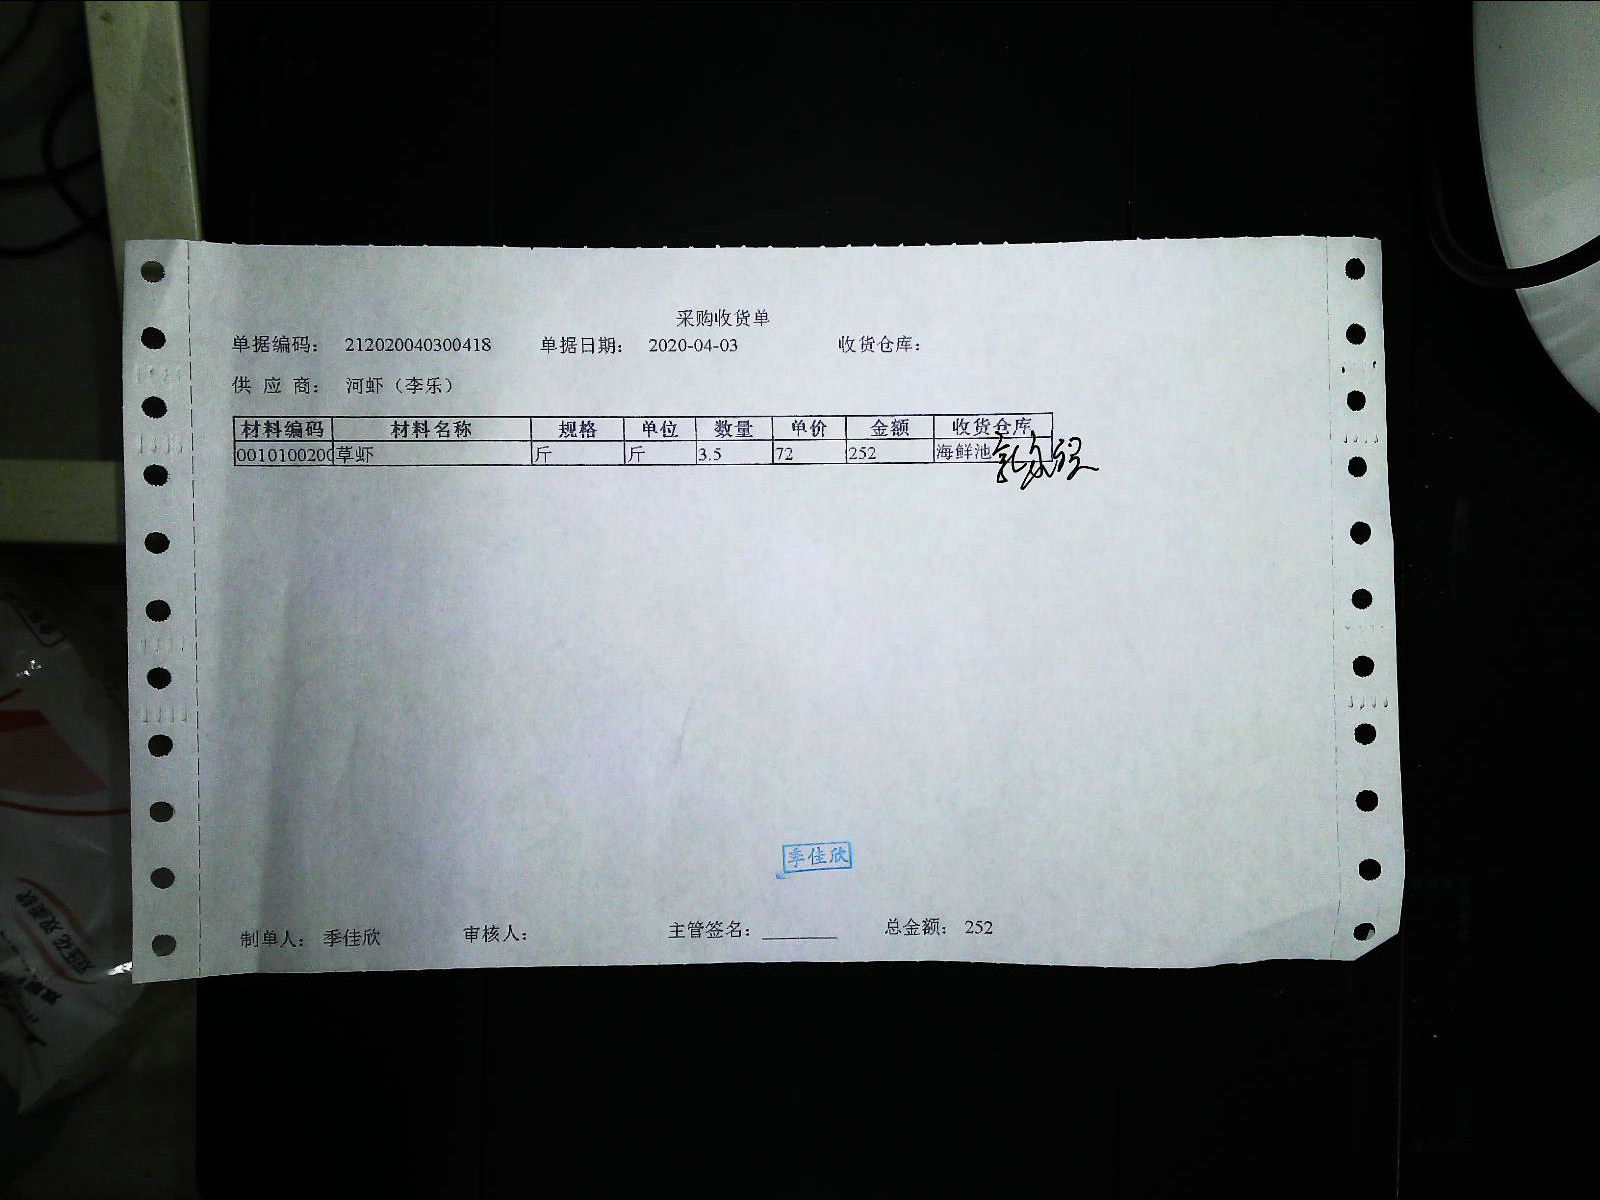 采购收货单
单据编码： 212020040300418 单据日期： 2020-04-03 收货仓库：
供 应 商： 河虾（李乐）
材料编码 材料名称 规格 单位 数量 单价 金额 收货仓库
0010100200 草虾 斤 斤 3.5 72 252 海鲜池
季佳欣
制单人： 季佳欣 审核人： 主管签名：________ 总金额： 252